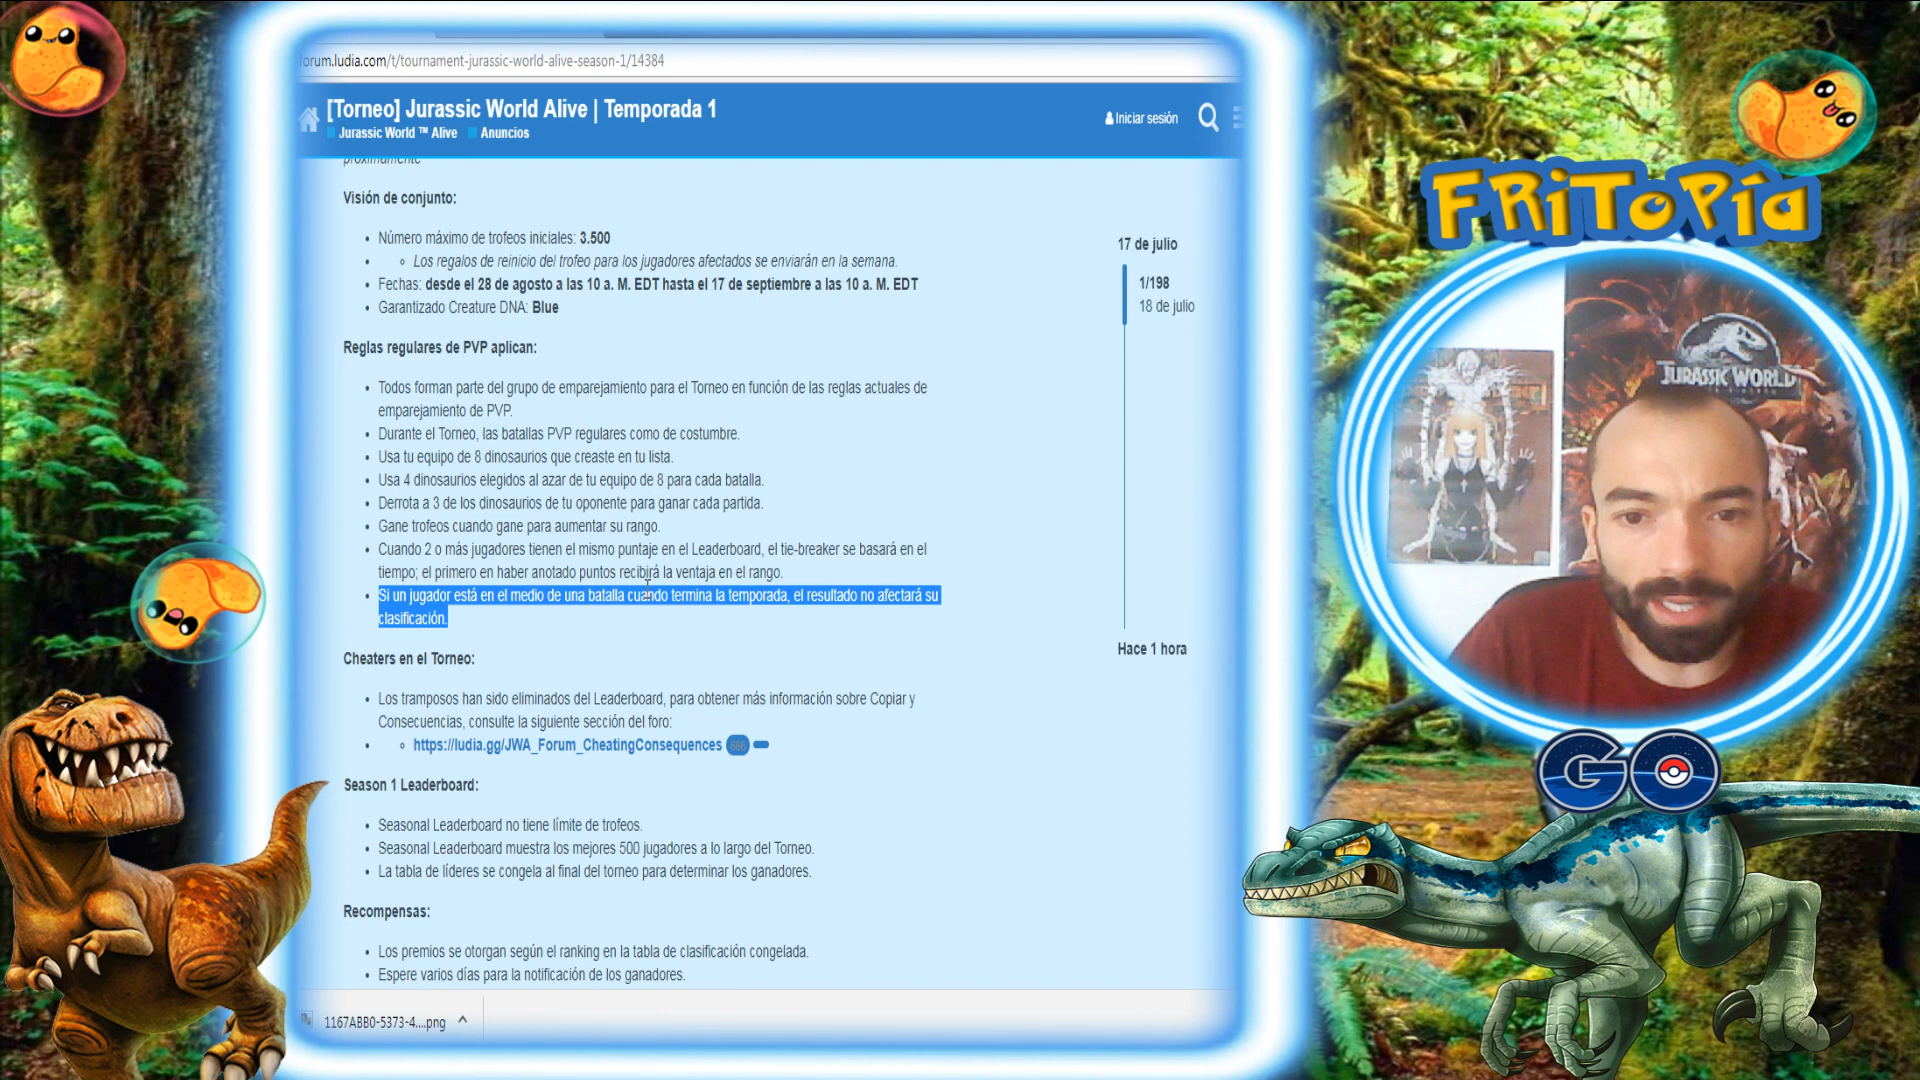 forum.ludia.com/t/tournament-jurassic-world-alive-season-1/14384
[Torneo] Jurassic World Alive | Temporada 1
Jurassic World ™ Alive Anuncios
Iniciar sesión
próximamente
Visión de conjunto:
Número máximo de trofeos iniciales: 3.500
Los regalos de reinicio del trofeo para los jugadores afectados se enviarán en la semana.
Fechas: desde el 28 de agosto a las 10 a. M. EDT hasta el 17 de septiembre a las 10 a. M. EDT
Garantizado Creature DNA: Blue
Reglas regulares de PVP aplican:
Todos forman parte del grupo de emparejamiento para el Torneo en función de las reglas actuales de
emparejamiento de PVP.
Durante el Torneo, las batallas PVP regulares como de costumbre.
Usa tu equipo de 8 dinosaurios que creaste en tu lista.
Usa 4 dinosaurios elegidos al azar de tu equipo de 8 para cada batalla.
Derrota a 3 de los dinosaurios de tu oponente para ganar cada partida.
Gane trofeos cuando gane para aumentar su rango.
Cuando 2 o más jugadores tienen el mismo puntaje en el Leaderboard, el tie-breaker se basará en el
tiempo; el primero en haber anotado puntos recibirá la ventaja en el rango.
Si un jugador está en el medio de una batalla cuando termina la temporada, el resultado no afectará su
clasificación.
Cheaters en el Torneo:
Los tramposos han sido eliminados del Leaderboard, para obtener más información sobre Copiar y
Consecuencias, consulte la siguiente sección del foro:
https://ludia.gg/JWA_Forum_CheatingConsequences 866
Season 1 Leaderboard:
Seasonal Leaderboard no tiene límite de trofeos.
Seasonal Leaderboard muestra los mejores 500 jugadores a lo largo del Torneo.
La tabla de líderes se congela al final del torneo para determinar los ganadores.
Recompensas:
Los premios se otorgan según el ranking en la tabla de clasificación congelada.
Espere varios días para la notificación de los ganadores.
1167ABB0-5373-4....png
17 de julio
1/198
18 de julio
Hace 1 hora
FRiToPía
JURASSIC WORLD
GO